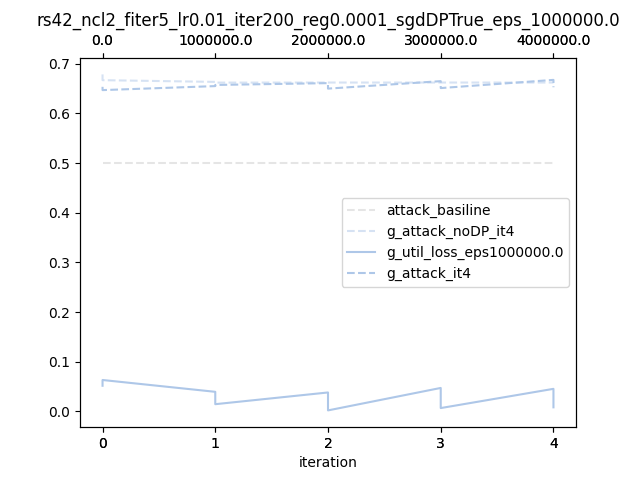 rs42_ncl2_fiter5_lr0.01_iter200_reg0.0001_sgdDPTrue_eps_1000000.0
0.0 1000000.0 2000000.0 3000000.0 4000000.0
0.7
0.6
0.5
0.4
0.3
0.2
0.1
0.0
attack_basiline
g_attack_noDP_it4
g_util_loss_eps1000000.0
g_attack_it4
0 1 2 3 4
iteration